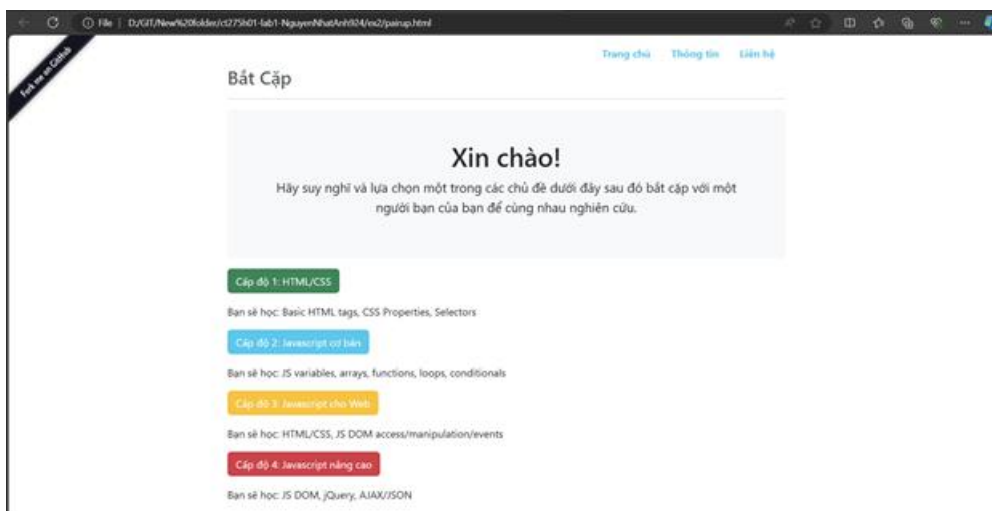 File
D:/GIT/New%20folder/ct275h01-lab1-NguyenNhatAnh924/ex2/pairup.html
Fork me on GitHub
Trang chủ Thông tin Liên hệ
Bắt Cặp
Xin chào!
Hãy suy nghĩ và lựa chọn một trong các chủ đề dưới đây sau đó bắt cặp với một
người bạn của bạn để cùng nhau nghiên cứu.
Cấp độ 1: HTML/CSS
Bạn sẽ học: Basic HTML tags, CSS Properties, Selectors
Cấp độ 2: Javascript cơ bản
Bạn sẽ học: JS variables, arrays, functions, loops, conditionals
Cấp độ 3: Javascript cho Web
Bạn sẽ học: HTML/CSS, JS DOM access/manipulation/events
Cấp độ 4: Javascript nâng cao
Bạn sẽ học: JS DOM, jQuery, AJAX/JSON